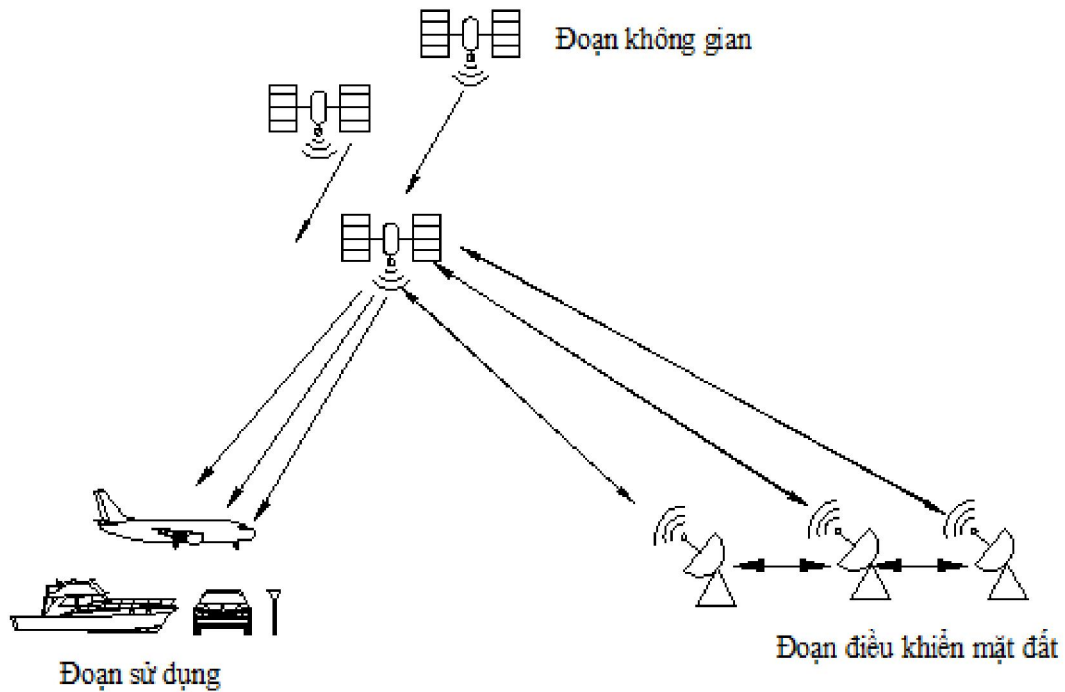 Đoạn không gian
Đoạn sử dụng
Đoạn điều khiển mặt đất